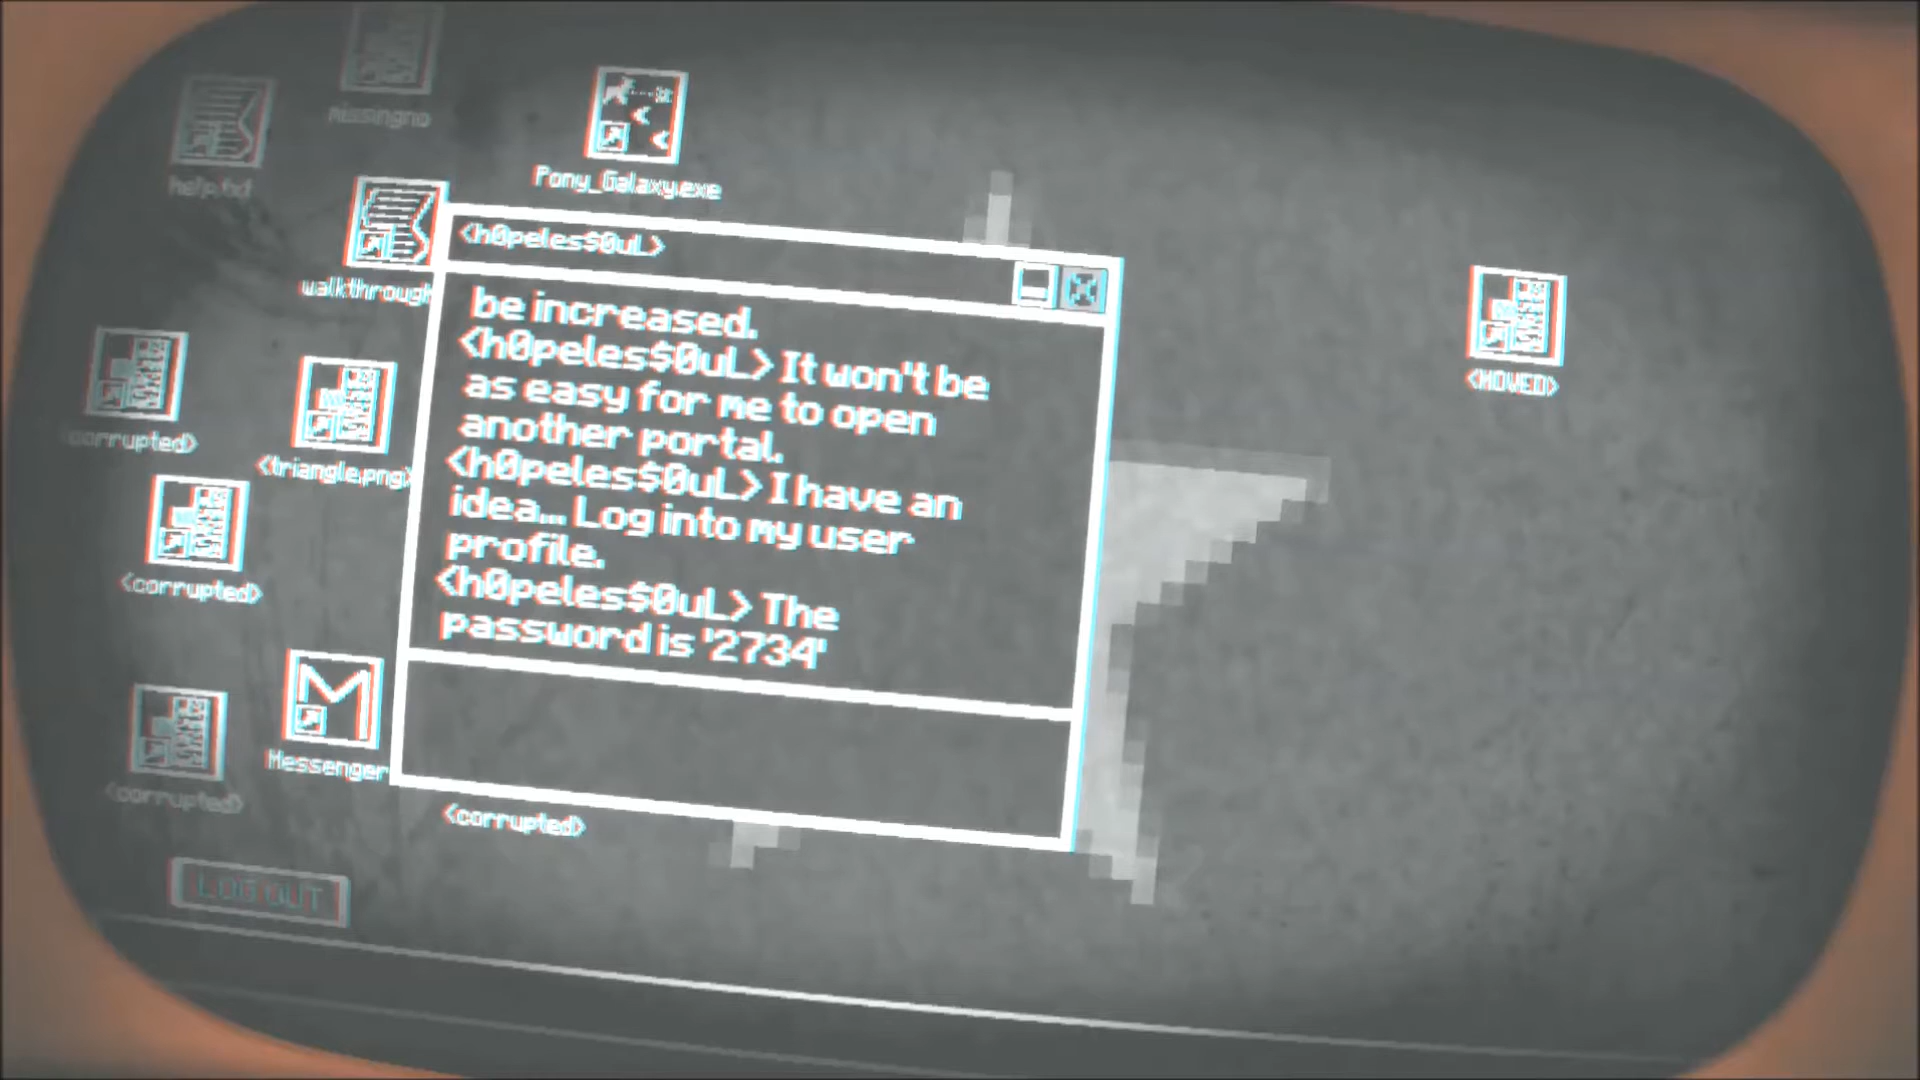 missingno
help.txt
Pony_Galaxy.exe
<h0peles$0uL>
walkthrough
be increased.
<h0peles$0uL> It won't be
as easy for me to open
another portal.
<h0peles$0uL> I have an
idea... Log into my user
profile.
<h0peles$0uL> The
password is '2734'
<MOVED>
<corrupted>
<triangle.png>
<corrupted>
M
Messenger
<corrupted>
<corrupted>
LOG OUT